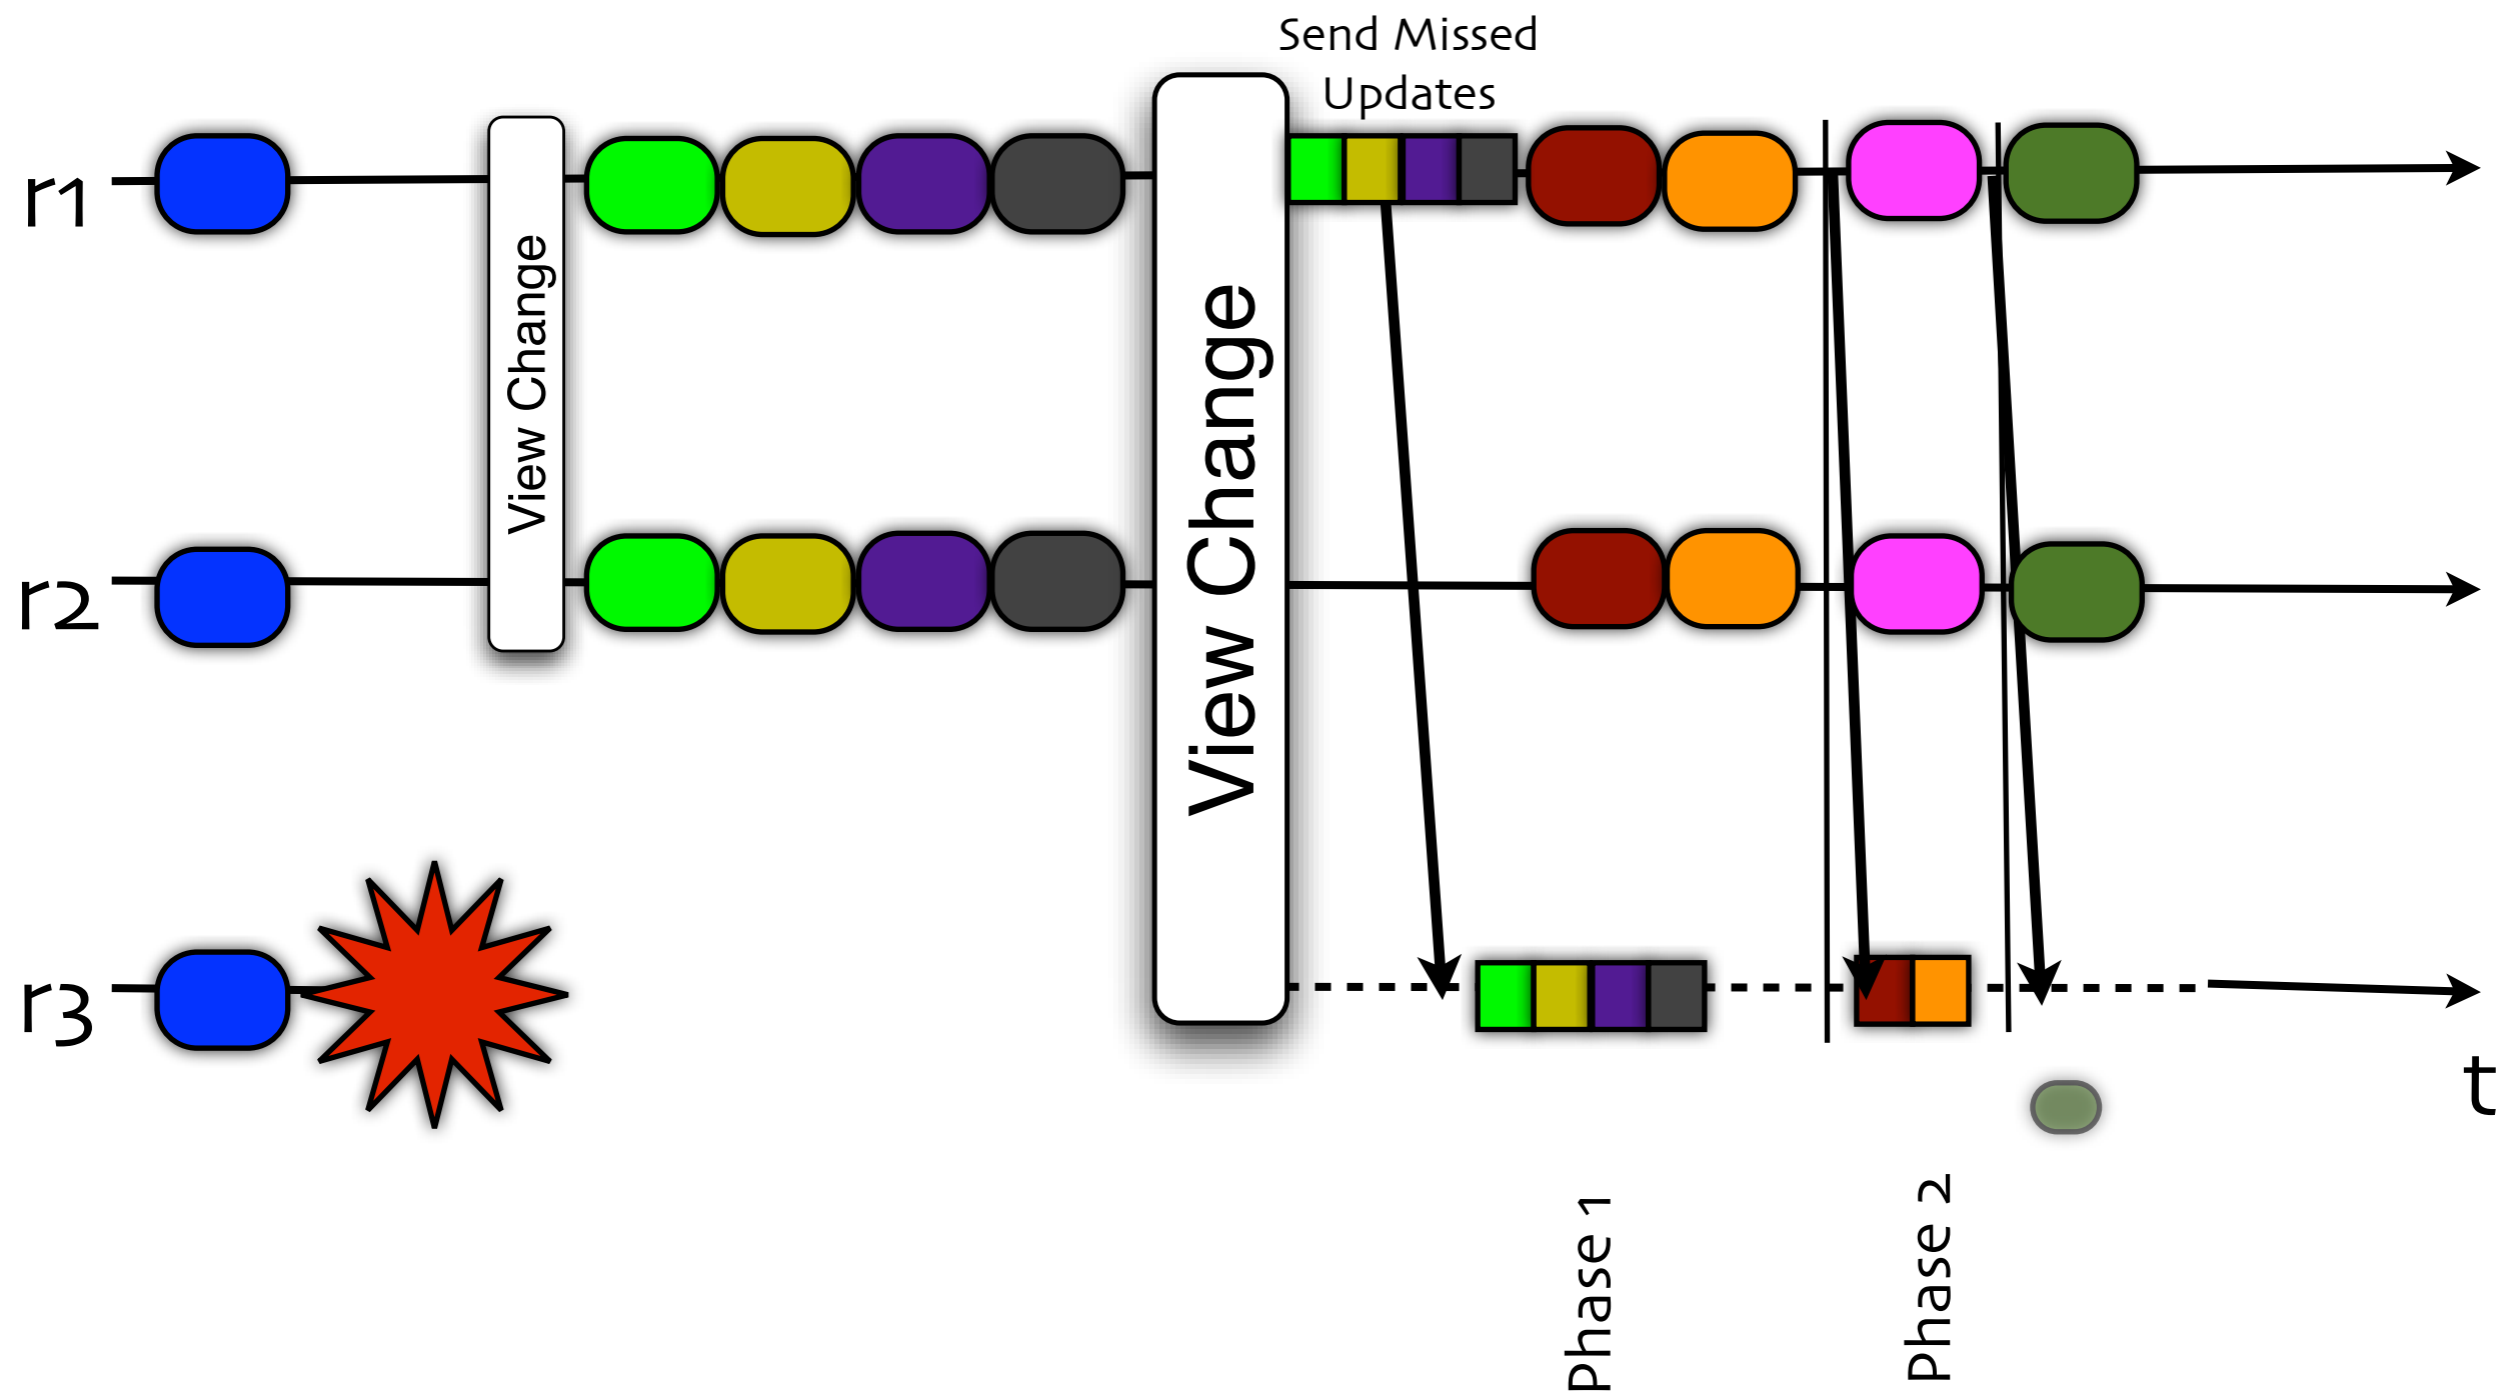 Send Missed
Updates
r1
View Change
View Change
r2
r3
t
Phase 1
Phase 2